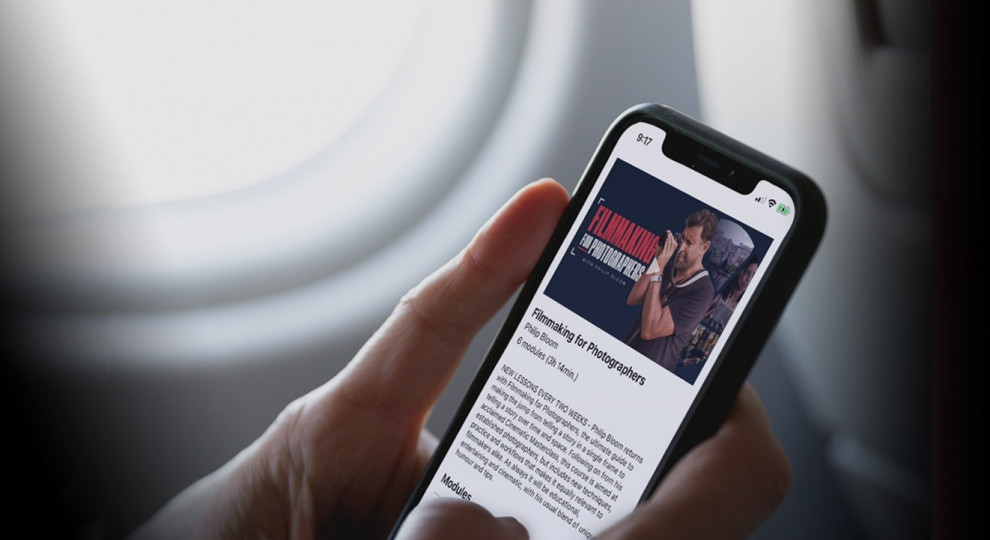 9:17
FILMMAKING
FOR PHOTOGRAPHERS
WITH PHILIP BLOOM
Filmmaking for Photographers
Philip Bloom
6 modules (3h 14min.)
NEW LESSONS EVERY TWO WEEKS - Philip Bloom returns
with Filmmaking for Photographers, the ultimate guide to
making the jump from telling a story in a single frame to
telling a story over time and space. Following on from his
acclaimed Cinematic Masterclass, this course is aimed at
established photographers, but includes new techniques,
practice and workflows that makes it equally relevant to
filmmakers alike. As always it will be educational,
entertaining and cinematic, with his usual blend of
humour and tips.
Modules